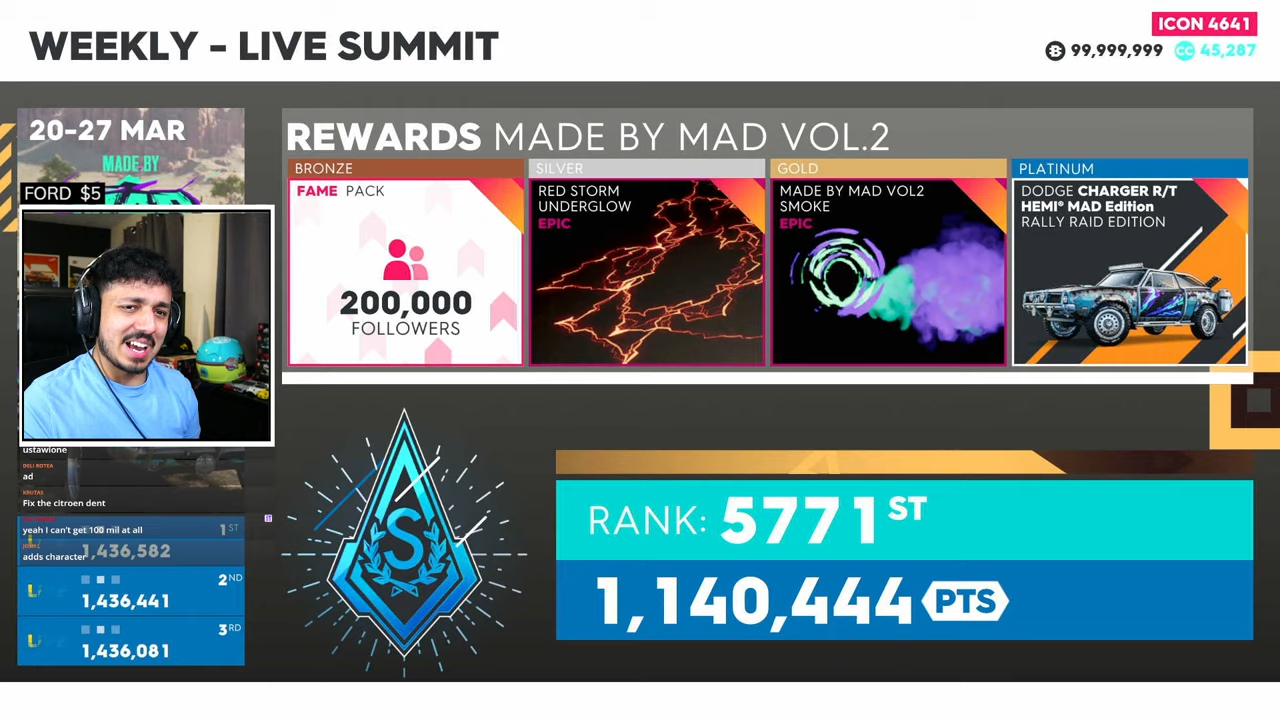 WEEKLY - LIVE SUMMIT
ICON 4641
99,999,999 CC 45,287
20-27 MAR
MADE BY
FORD $5
REWARDS MADE BY MAD VOL.2
BRONZE
FAME PACK
200,000
FOLLOWERS
SILVER
RED STORM
UNDERGLOW
EPIC
GOLD
MADE BY MAD VOL2
SMOKE
EPIC
PLATINUM
DODGE CHARGER R/T
HEMI® MAD Edition
RALLY RAID EDITION
ustawione
DELI ROTEA
ad
KRUTAS
Fix the citroen dent
yeah I can't get 100 mil at all
1ST
adds character
1,436,582
2ND
1,436,441
3RD
1,436,081
S
RANK: 5771ST
1,140,444 PTS